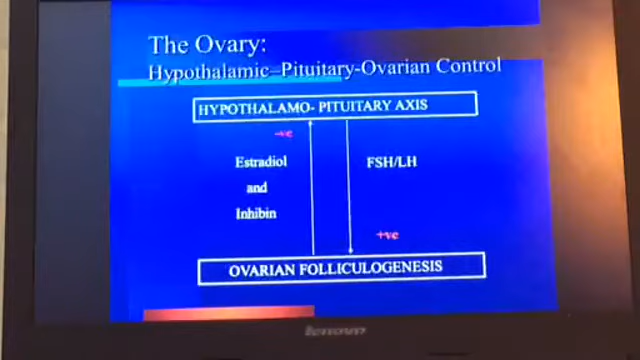 The Ovary:
Hypothalamic–Pituitary-Ovarian Control
HYPOTHALAMO- PITUITARY AXIS
-ve
Estradiol
FSH/LH
and
Inhibin
+ve
OVARIAN FOLLICULOGENESIS
lenovo